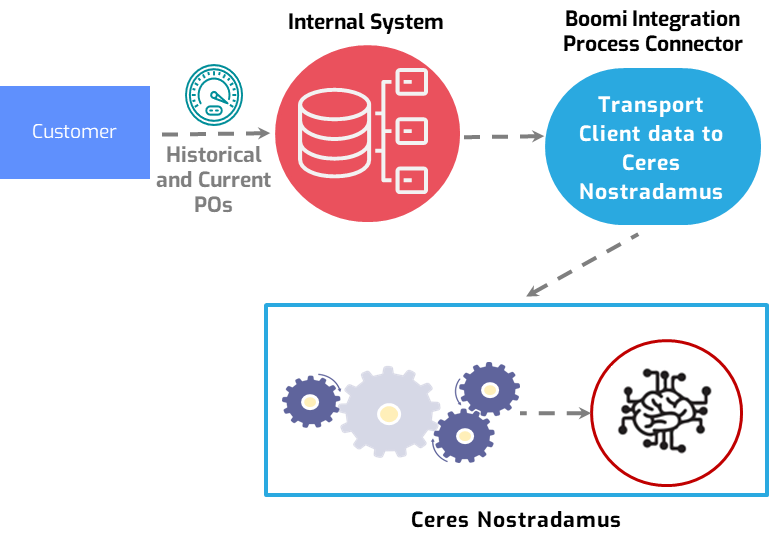 Internal System
Boomi Integration
Process Connector
Customer
Historical
and Current
POs
Transport
Client data to
Ceres
Nostradamus
Ceres Nostradamus